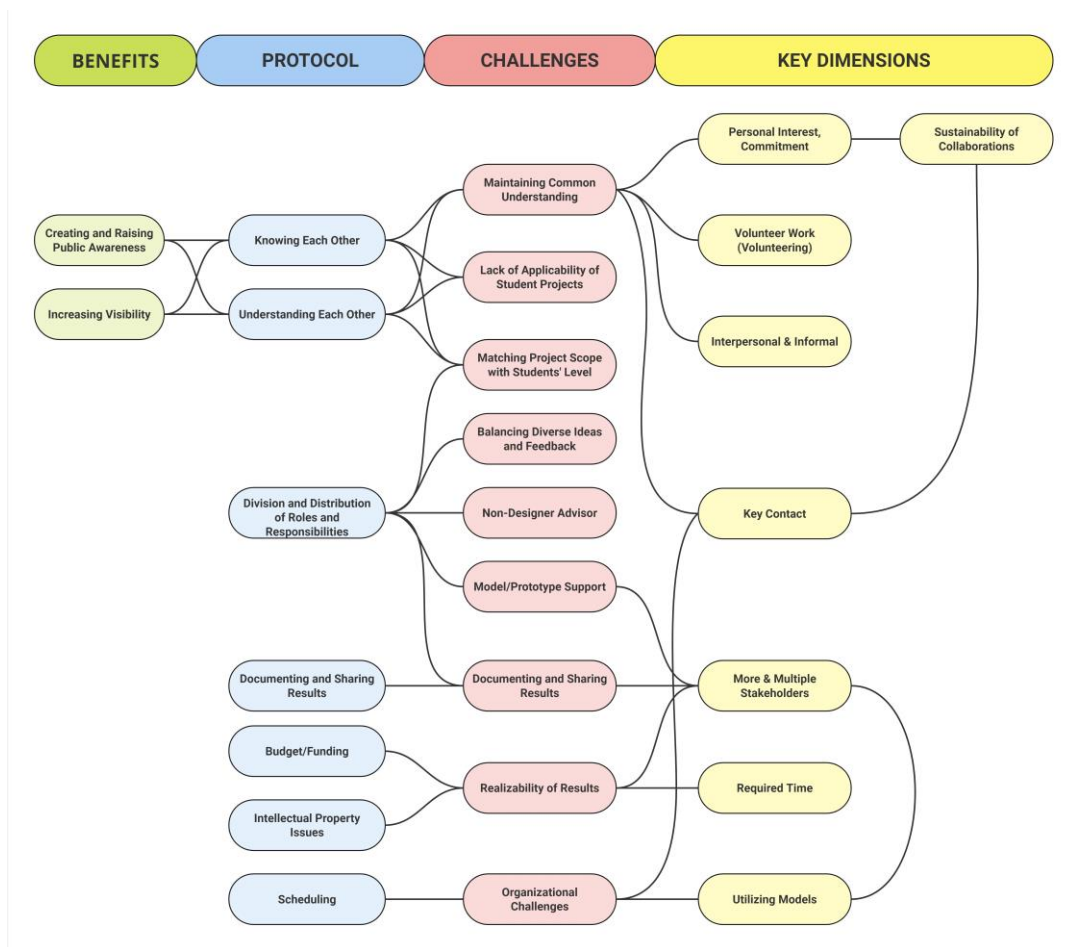 BENEFITS
PROTOCOL
CHALLENGES
KEY DIMENSIONS
Creating and Raising
Public Awareness
Increasing Visibility
Knowing Each Other
Understanding Each Other
Division and Distribution
of Roles and
Responsibilities
Documenting and Sharing
Results
Budget/Funding
Intellectual Property
Issues
Scheduling
Maintaining Common
Understanding
Lack of Applicability of
Student Projects
Matching Project Scope
with Students' Level
Balancing Diverse Ideas
and Feedback
Non-Designer Advisor
Model/Prototype Support
Documenting and Sharing
Results
Realizability of Results
Organizational
Challenges
Personal Interest,
Commitment
Volunteer Work
(Volunteering)
Interpersonal & Informal
Key Contact
More & Multiple
Stakeholders
Required Time
Utilizing Models
Sustainability of
Collaborations